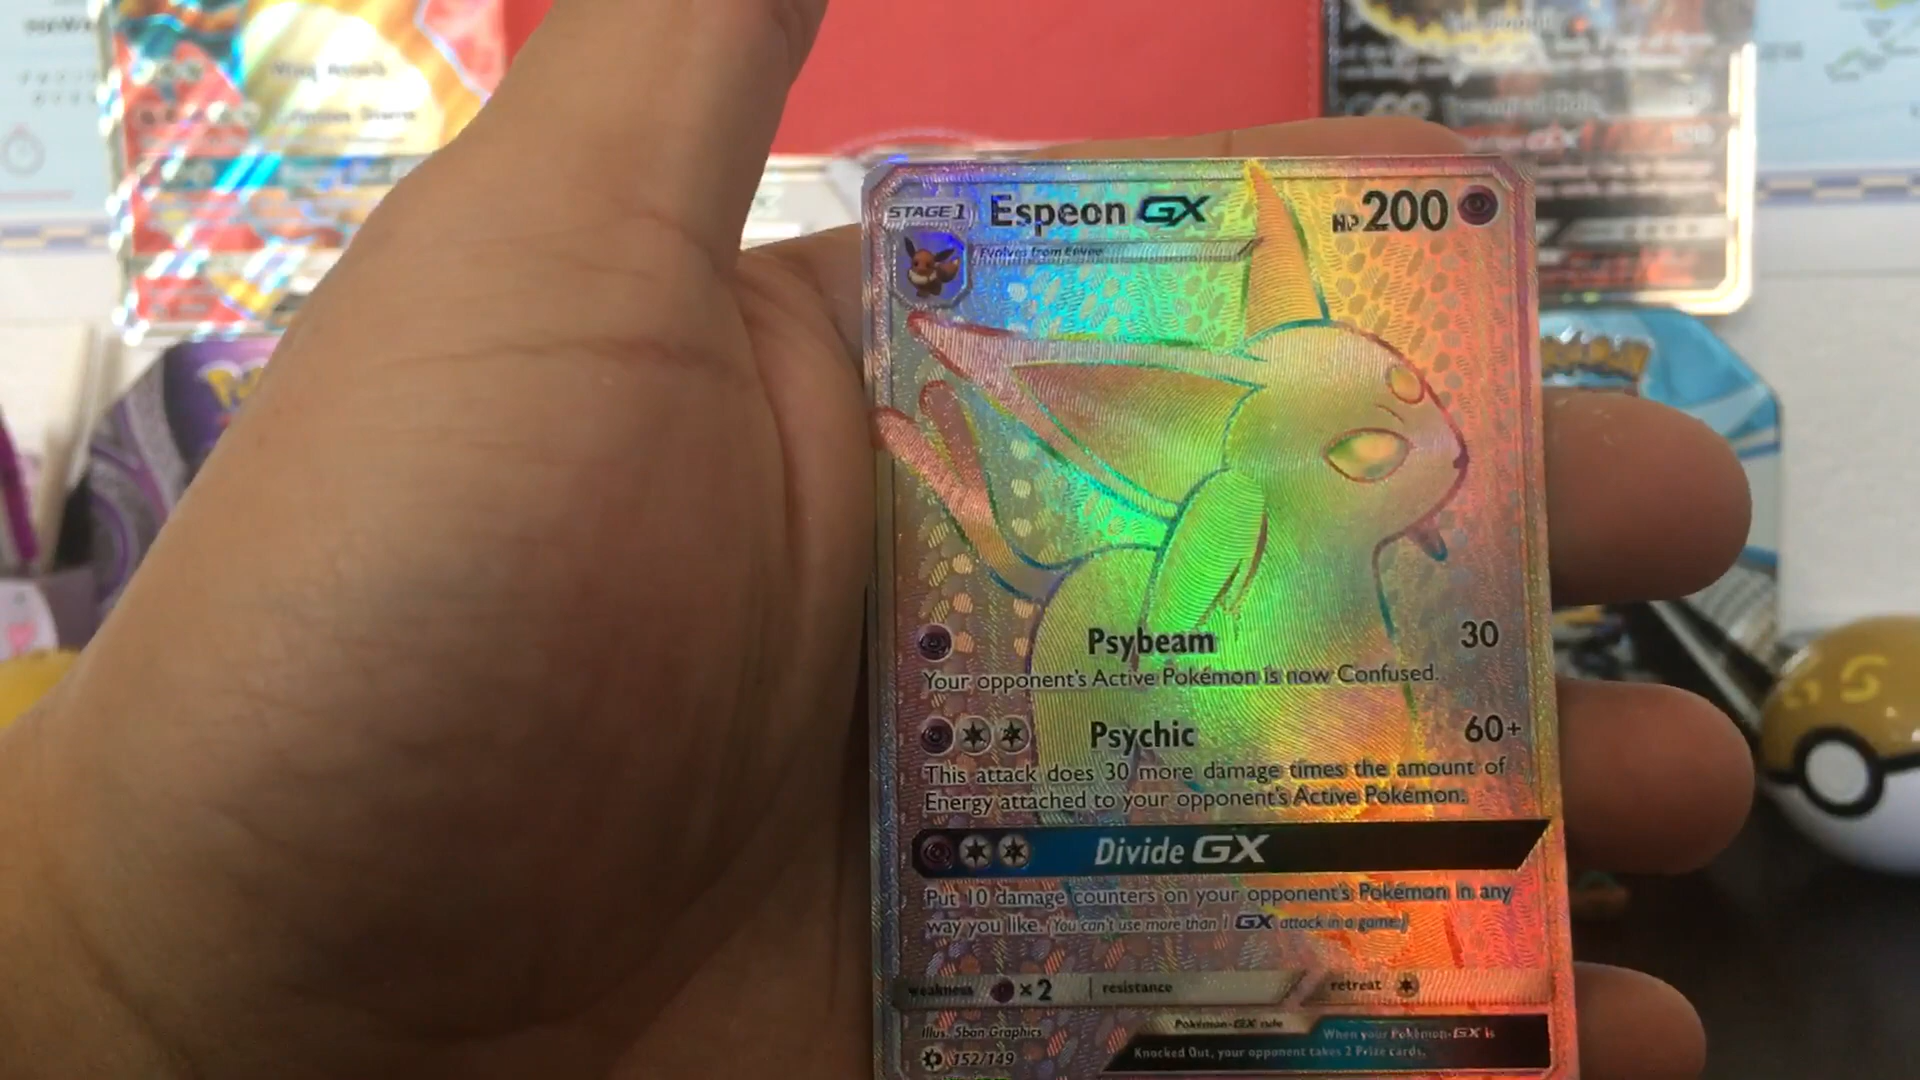 STAGE 1 Espeon GX HP 200
Evolves from Eevee
Psybeam 30
Your opponent's Active Pokémon is now Confused.
Psychic 60+
This attack does 30 more damage times the amount of
Energy attached to your opponent's Active Pokémon.
Divide GX
Put 10 damage counters on your opponent's Pokémon in any
way you like. (You can't use more than 1 GX attack in a game.)
weakness ×2 resistance retreat
Illus. 5ban Graphics
Pokémon-GX rule When your Pokémon-GX is
Knocked Out, your opponent takes 2 Prize cards.
152/149